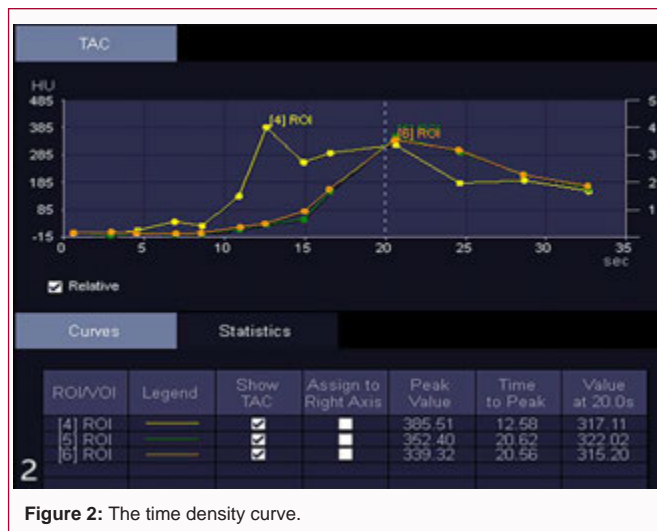 TAC
HU
485
385
285
185
85
-15
[4] ROI
[6] ROI
5
4
3
2
1
0 5 10 15 20 25 30 35
sec
Relative
Curves Statistics
ROI/VOI Legend Show TAC Assign to Right Axis Peak Value Time to Peak Value at 20.0s
[4] ROI 385.51 12.58 317.11
[5] ROI 352.40 20.62 322.02
[6] ROI 339.32 20.56 315.20
2
Figure 2: The time density curve.